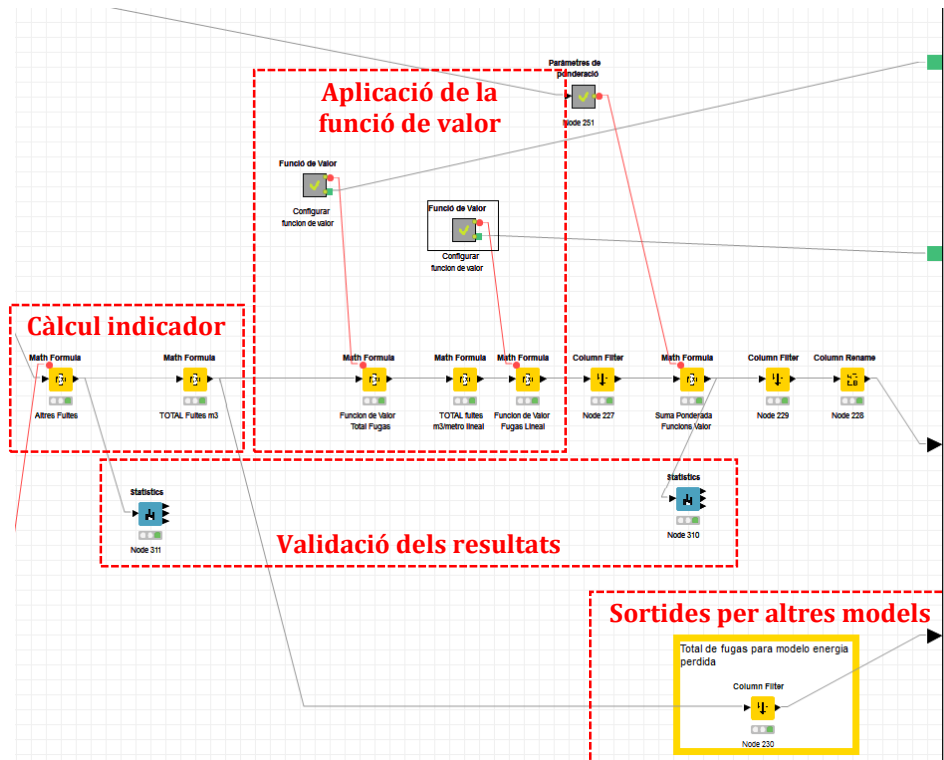 Paràmetres de
ponderació
Node 251
Aplicació de la
funció de valor
Funció de Valor
Configurar
funcion de valor
Funció de Valor
Configurar
funcion de valor
Càlcul indicador
Math Formula
Altres Fuites
Math Formula
TOTAL Fuites m3
Math Formula
Funcion de Valor
Total Fugas
Math Formula
TOTAL fuites
m3/metro lineal
Math Formula
Funcion de Valor
Fugas Lineal
Column Filter
Node 227
Math Formula
Suma Ponderada
Funcions Valor
Column Filter
Node 229
Column Rename
Node 228
Statistics
Node 311
Statistics
Node 310
Validació dels resultats
Sortides per altres models
Total de fugas para modelo energia
perdida
Column Filter
Node 230